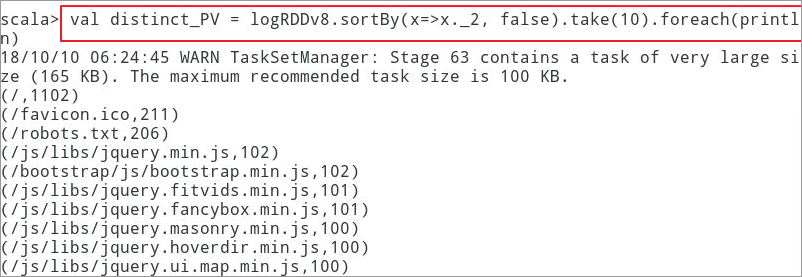 scala> val distinct_PV = logRDDv8.sortBy(x=>x._2, false).take(10).foreach(printl
n)
18/10/10 06:24:45 WARN TaskSetManager: Stage 63 contains a task of very large si
ze (165 KB). The maximum recommended task size is 100 KB.
(/,1102)
(/favicon.ico,211)
(/robots.txt,206)
(/js/libs/jquery.min.js,102)
(/bootstrap/js/bootstrap.min.js,102)
(/js/libs/jquery.fitvids.min.js,101)
(/js/libs/jquery.fancybox.min.js,101)
(/js/libs/jquery.masonry.min.js,100)
(/js/libs/jquery.hoverdir.min.js,100)
(/js/libs/jquery.ui.map.min.js,100)